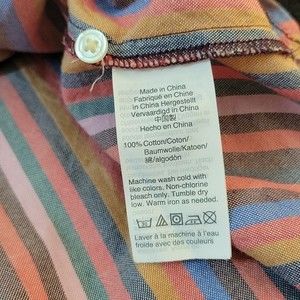 Made in China
Fabriqué en Chine
in China Hergestellt
Vervaardigd in China
中国製
Hecho en China
100% Cotton/Coton/
Baumwolle/Katoen/
綿/algodón
Machine wash cold with
like colors. Non-chlorine
bleach only. Tumble dry
low. Warm iron as needed.
Laver à la machine à l'eau
froide avec des couleurs